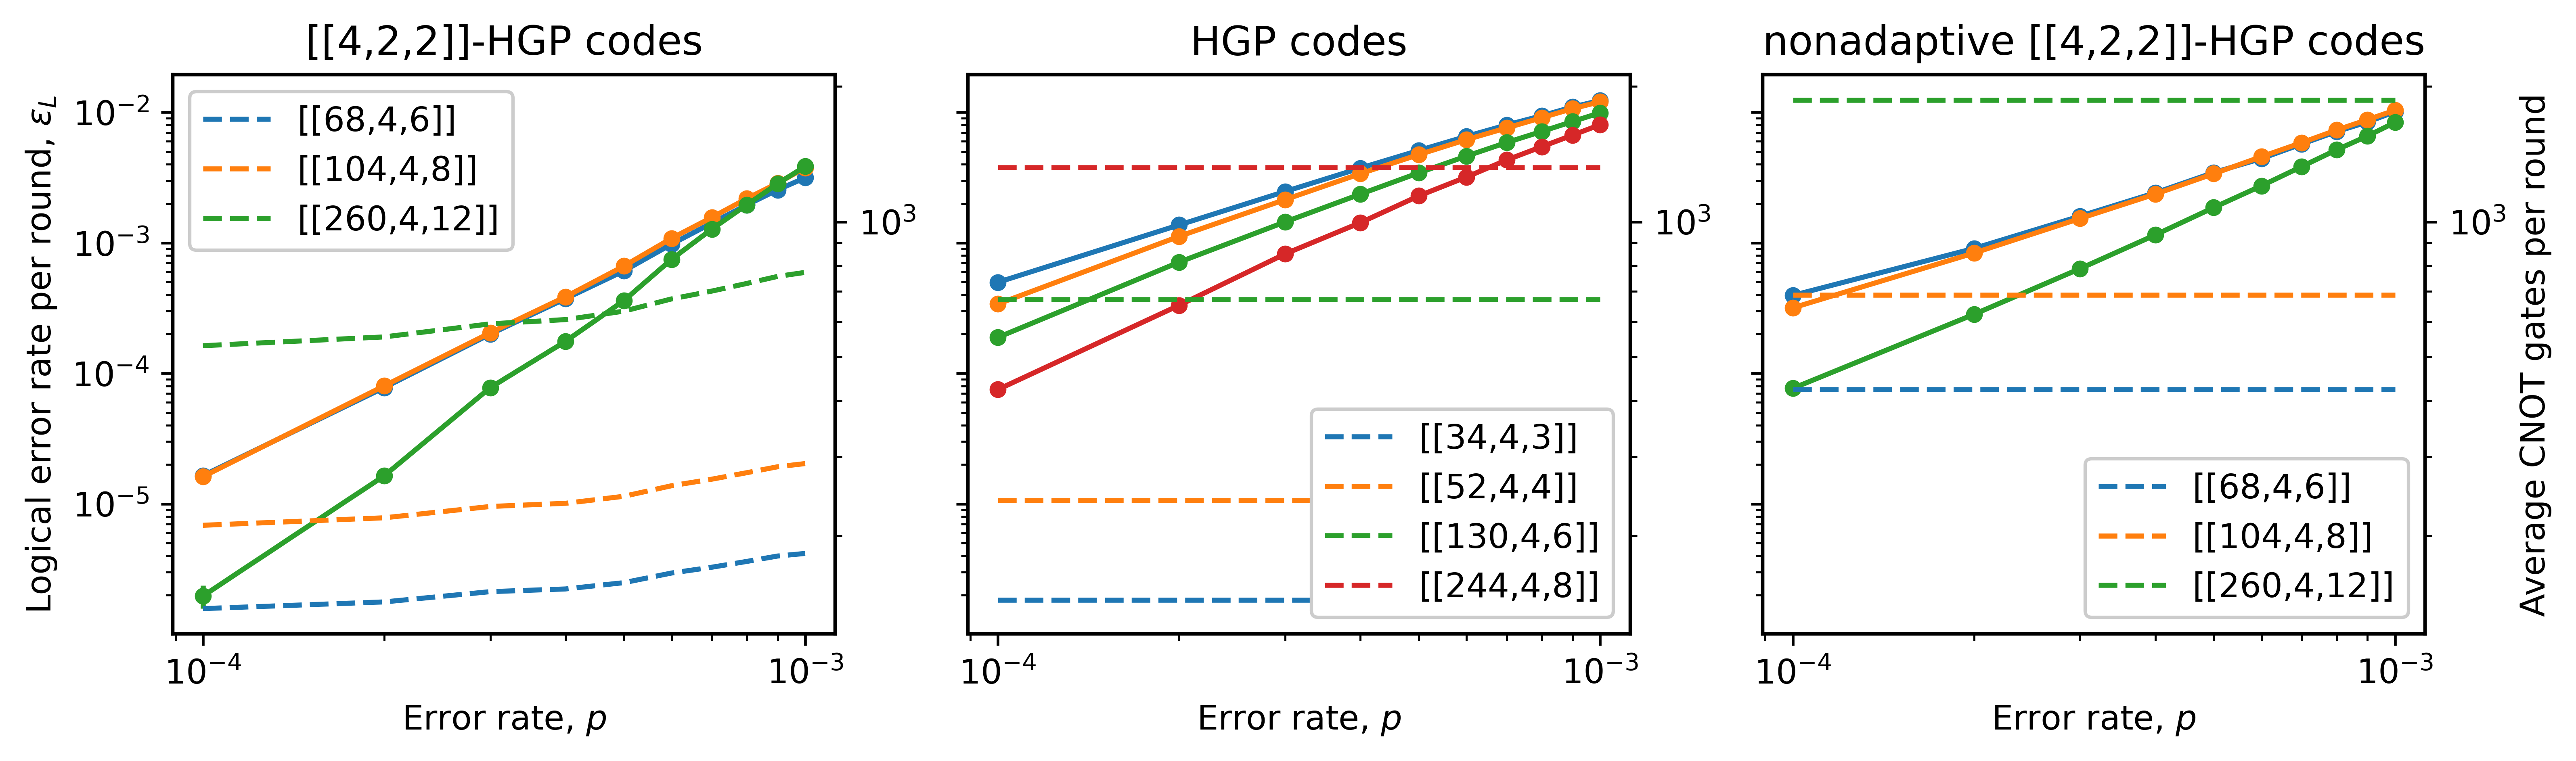 [[4,2,2]]-HGP codes
HGP codes
nonadaptive [[4,2,2]]-HGP codes
Logical error rate per round, ε_L
10^{-2}
10^{-3}
10^{-4}
10^{-5}
[[68,4,6]]
[[104,4,8]]
[[260,4,12]]
10^3
10^{-4}
10^{-3}
Error rate, p
[[34,4,3]]
[[52,4,4]]
[[130,4,6]]
[[244,4,8]]
10^3
10^{-4}
10^{-3}
Error rate, p
[[68,4,6]]
[[104,4,8]]
[[260,4,12]]
10^3
10^{-4}
10^{-3}
Error rate, p
Average CNOT gates per round